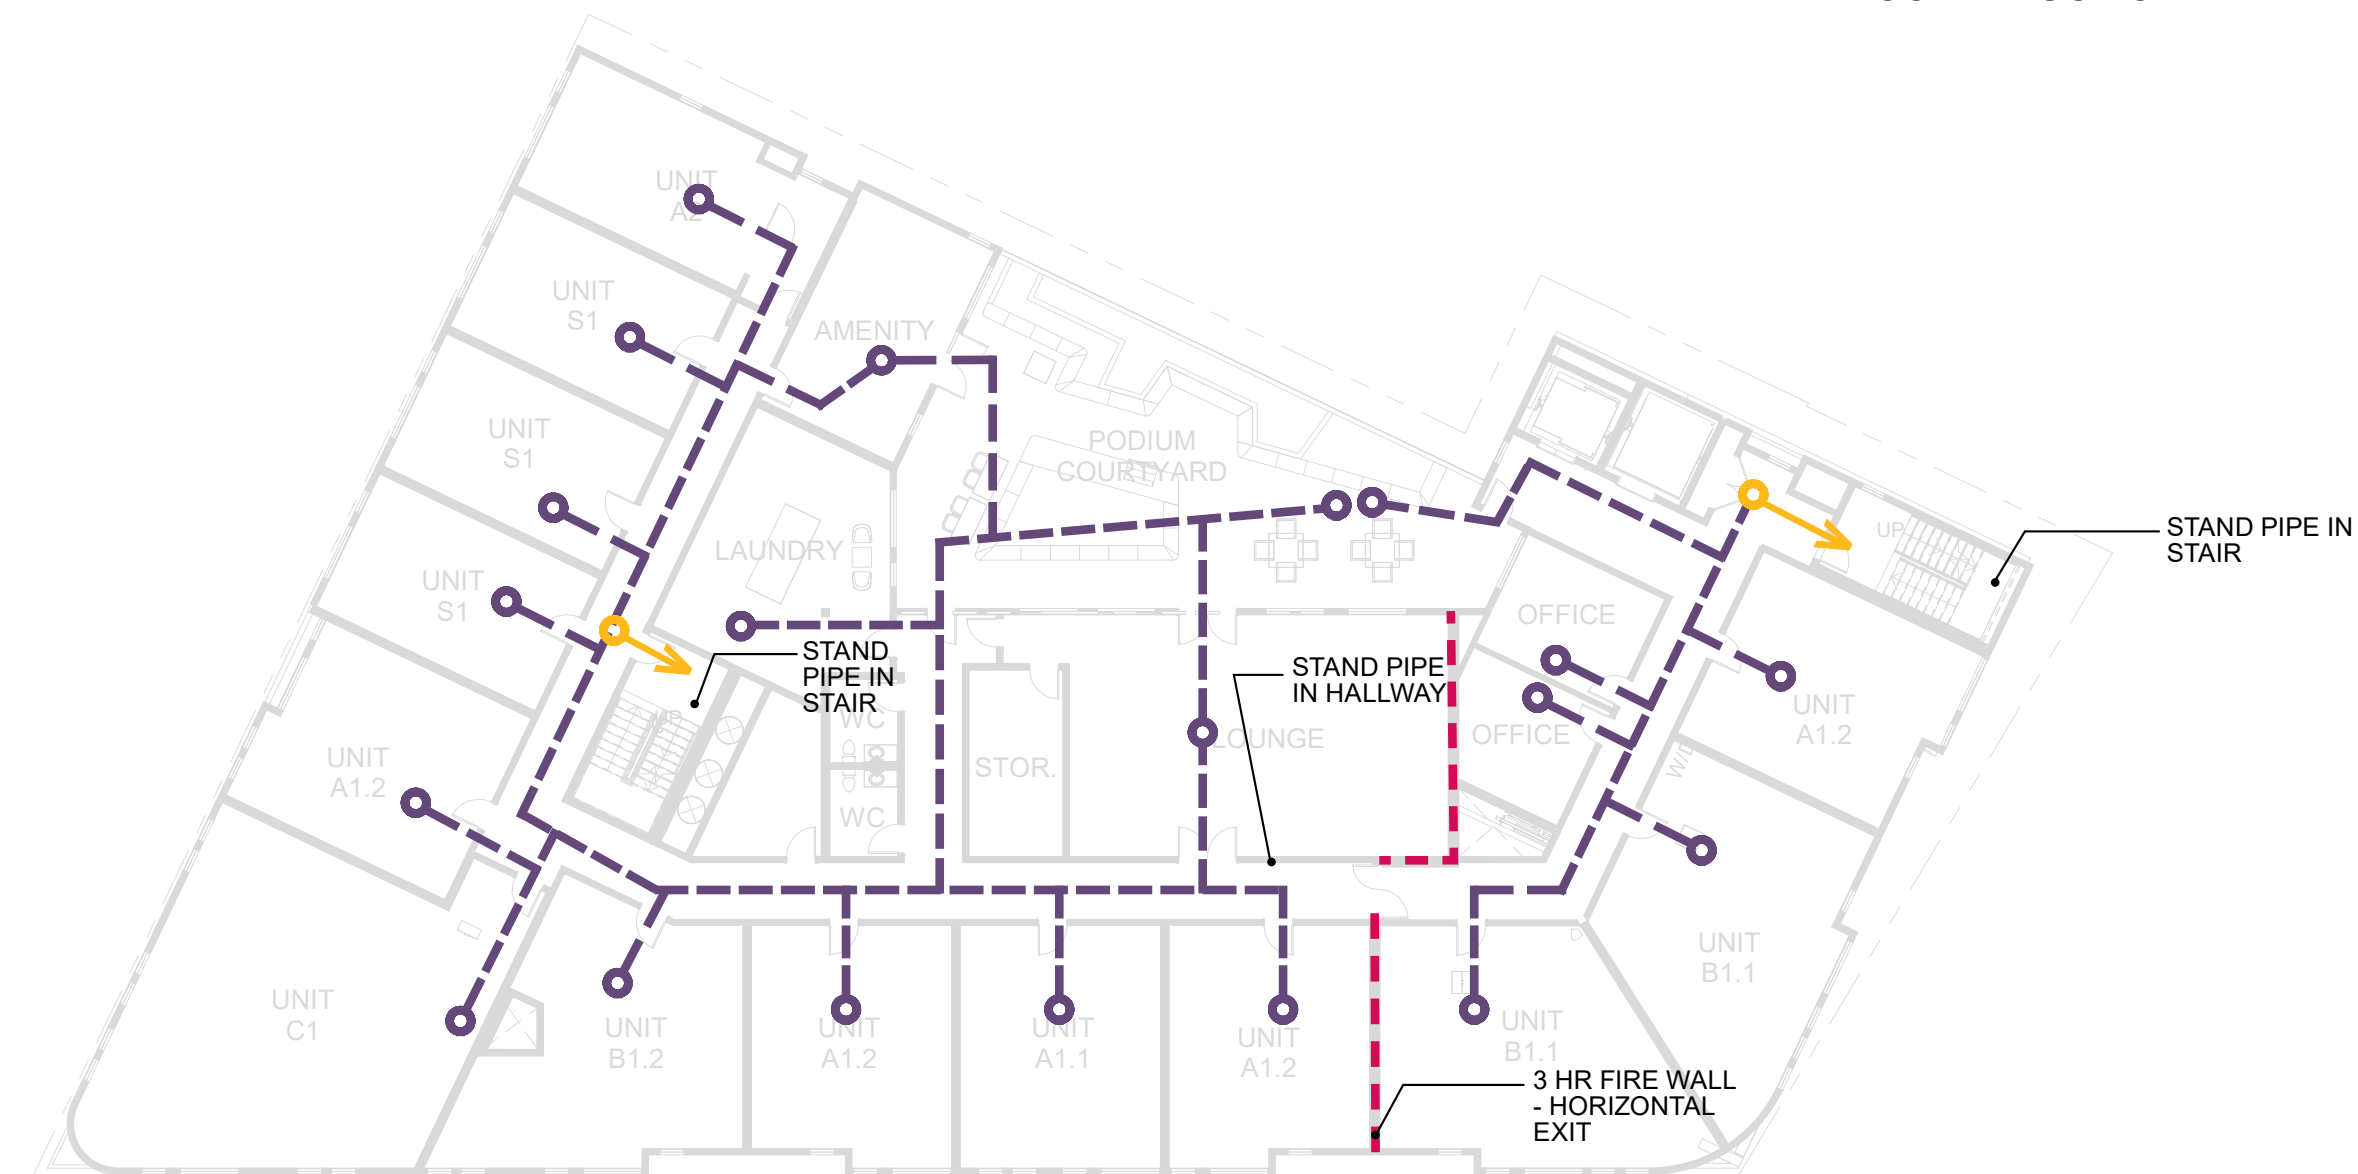 UNIT
A2
UNIT
S1
AMENITY
UNIT
S1
PODIUM
COURTYARD
UP
STAND PIPE IN
STAIR
LAUNDRY
UNIT
S1
OFFICE
STAND
PIPE IN
STAIR
STAND PIPE
IN HALLWAY
UP
WC
LOUNGE
OFFICE
UNIT
A1.2
UNIT
A1.2
STOR.
W/D
WC
UNIT
B1.1
UNIT
C1
UNIT
B1.2
UNIT
A1.2
UNIT
A1.1
UNIT
A1.2
UNIT
B1.1
3 HR FIRE WALL
- HORIZONTAL
EXIT